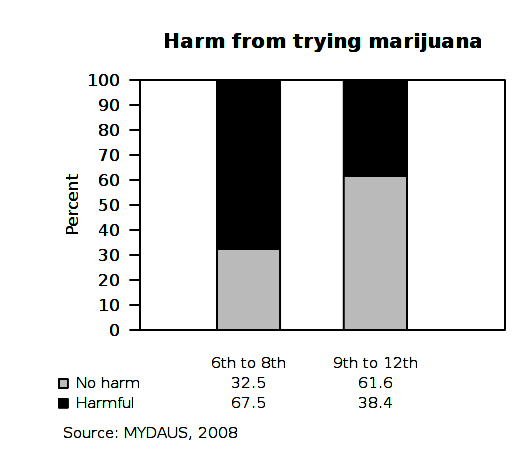 Harm from trying marijuana
100
90
80
70
60
50
40
30
20
10
0
Percent
6th to 8th 9th to 12th
No harm 32.5 61.6
Harmful 67.5 38.4
Source: MYDAUS, 2008